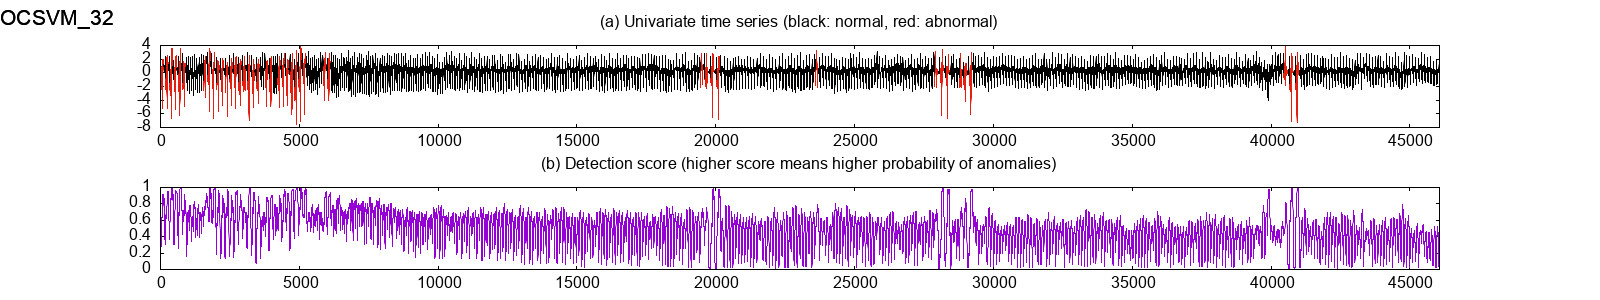 OCSVM_32
(a) Univariate time series (black: normal, red: abnormal)
4
2
0
-2
-4
-6
-8
0 5000 10000 15000 20000 25000 30000 35000 40000 45000
(b) Detection score (higher score means higher probability of anomalies)
1
0.8
0.6
0.4
0.2
0
0 5000 10000 15000 20000 25000 30000 35000 40000 45000